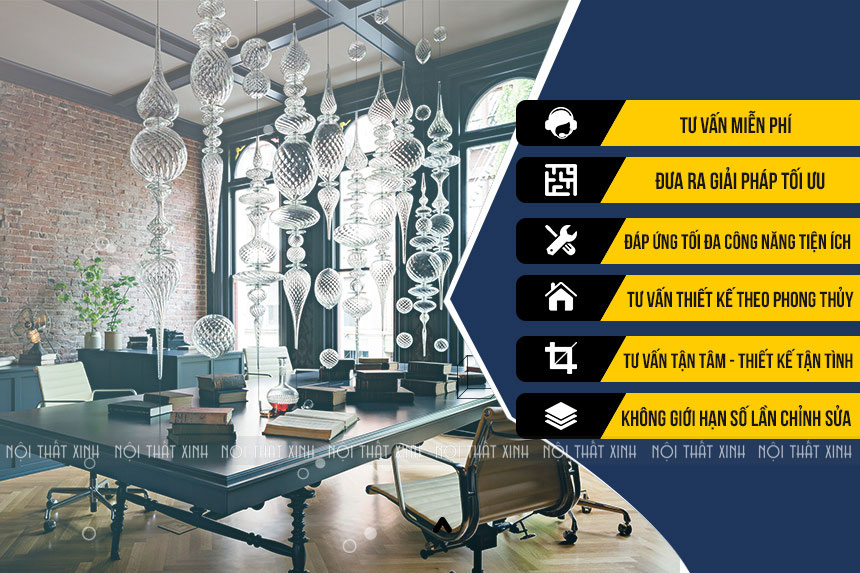 TƯ VẤN MIỄN PHÍ
ĐƯA RA GIẢI PHÁP TỐI ƯU
ĐÁP ỨNG TỐI ĐA CÔNG NĂNG TIỆN ÍCH
TƯ VẤN THIẾT KẾ THEO PHONG THỦY
TƯ VẤN TẬN TÂM - THIẾT KẾ TẬN TÌNH
KHÔNG GIỚI HẠN SỐ LẦN CHỈNH SỬA
NỘI THẤT XINH NỘI THẤT XINH NỘI THẤT XINH NỘI THẤT XINH NỘI THẤT XINH NỘI THẤT XINH NỘI THẤT XINH NỘI THẤT XINH